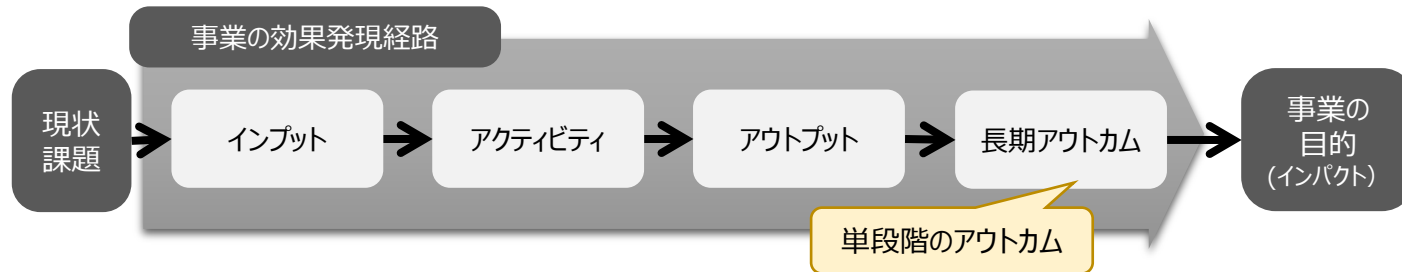 事業の効果発現経路
現状
課題
インプット
アクティビティ
アウトプット
長期アウトカム
事業の
目的
(インパクト)
単段階のアウトカム